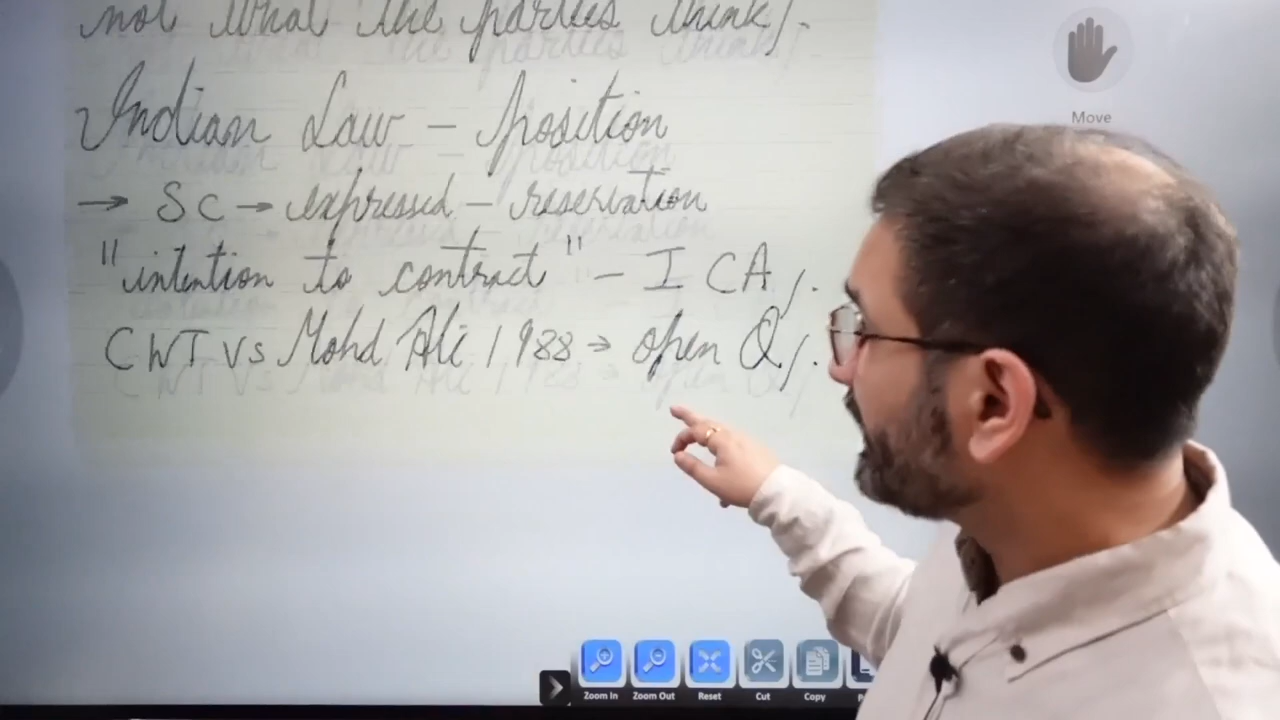 not what the parties think/.
Indian Law - position
→ SC → expressed - reservation
"intention to contract" - ICA/.
CWT vs Mohd Ali 1988 → open Q/.
Move
Zoom In Zoom Out Reset Cut Copy